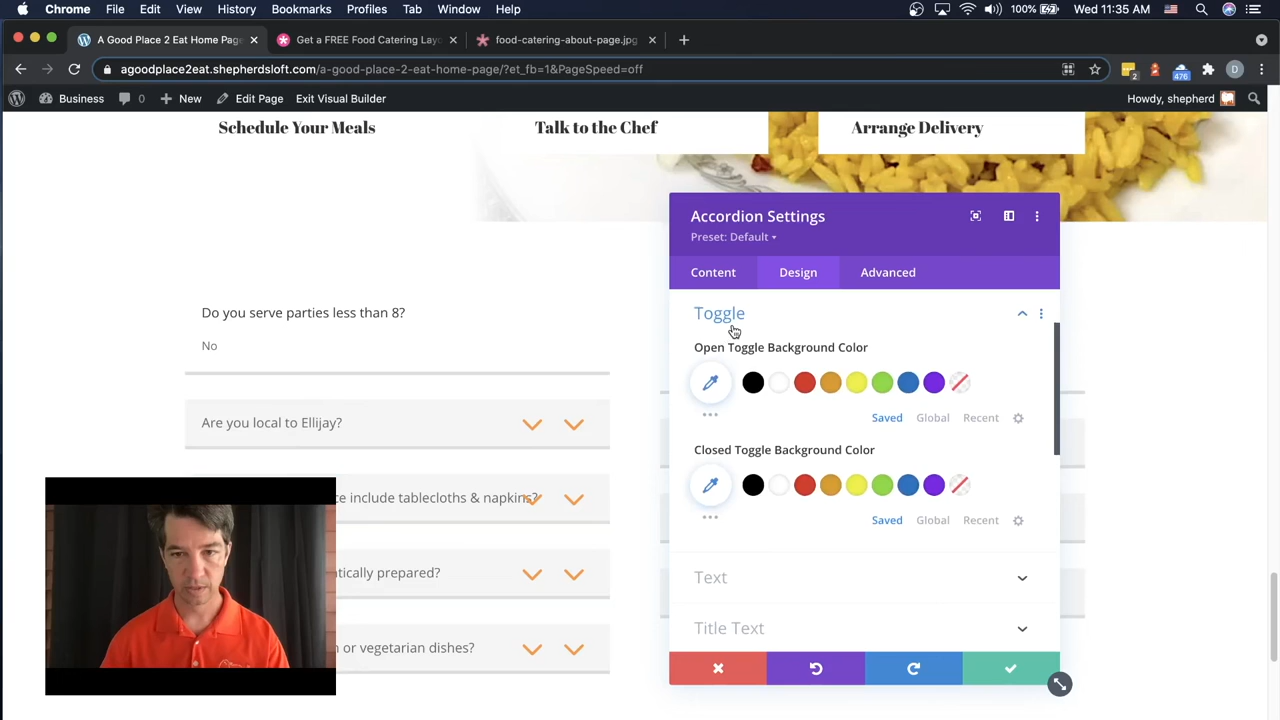 Chrome File Edit View History Bookmarks Profiles Tab Window Help 100% Wed 11:35 AM
A Good Place 2 Eat Home Page
Get a FREE Food Catering Lay
food-catering-about-page.jpg
agoodplace2eat.shepherdsloft.com/a-good-place-2-eat-home-page/?et_fb=1&PageSpeed=off
2
476
D
Business 0 New Edit Page Exit Visual Builder Howdy, shepherd
Schedule Your Meals Talk to the Chef Arrange Delivery
Do you serve parties less than 8?
No
Are you local to Ellijay?
include tablecloths & napkins?
prepared?
or vegetarian dishes?
Accordion Settings
Preset: Default
Content Design Advanced
Toggle
Open Toggle Background Color
Saved Global Recent
Closed Toggle Background Color
Saved Global Recent
Text
Title Text